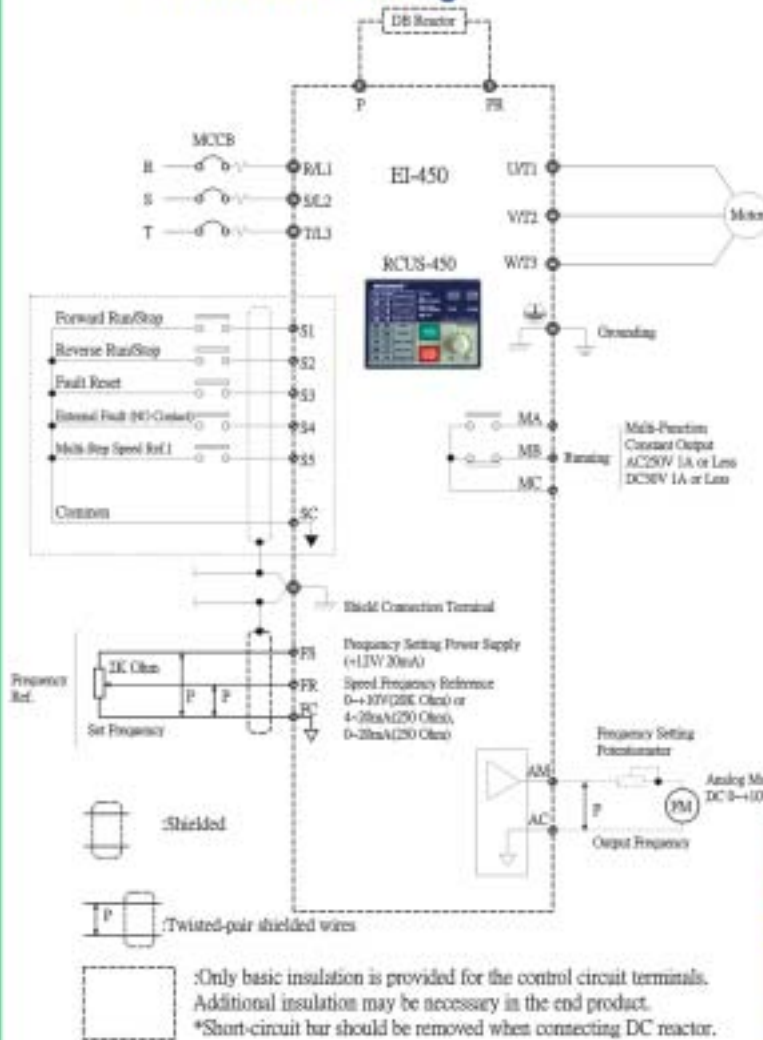 DB Reactor
P
PR
MCCB
R
R/L1
EI-450
U/T1
S
S/L2
V/T2
Motor
T
T/L3
RCUS-450
W/T3
Forward Run/Stop
S1
Grounding
Reverse Run/Stop
S2
Fault Reset
S3
External Fault (NO Contact)
S4
Multi-Step Speed Ref.1
S5
Common
SC
MA
MB
MC
Running
Multi-Function
Constant Output
AC250V 1A or Less
DC30V 1A or Less
Shield Connection Terminal
Frequency
Ref.
2K Ohm
P
P
Set Frequency
FS
Frequency Setting Power Supply
(+12V/ 20mA)
FR
Speed Frequency Reference
0~+10V(20K Ohm) or
4~20mA(250 Ohm),
0~20mA(250 Ohm)
FC
Frequency Setting
Potentiometer
AM
Analog
FM
DC 0~+10
P
AC
Output Frequency
:Shielded
P
:Twisted-pair shielded wires
:Only basic insulation is provided for the control circuit terminals.
Additional insulation may be necessary in the end product.
*Short-circuit bar should be removed when connecting DC reactor.